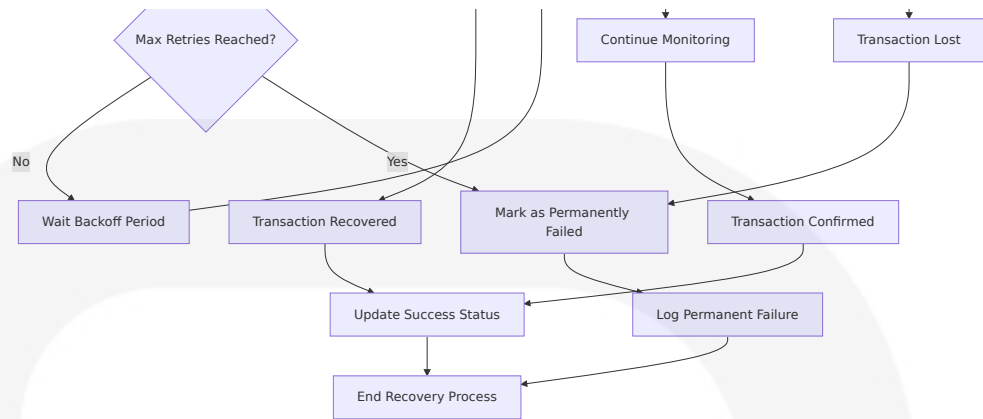 Max Retries Reached?
Continue Monitoring
Transaction Lost
No
Yes
Wait Backoff Period
Transaction Recovered
Mark as Permanently
Failed
Transaction Confirmed
Update Success Status
Log Permanent Failure
End Recovery Process